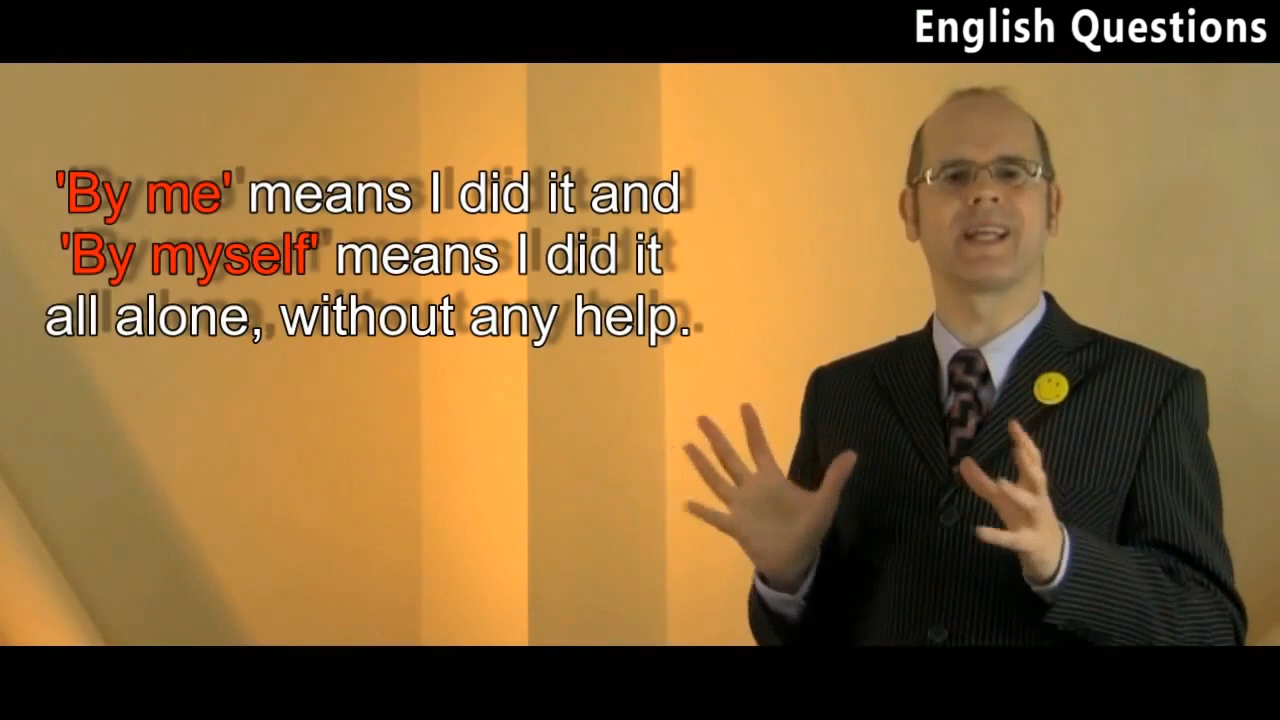 English Questions
'By me' means I did it and
'By myself' means I did it
all alone, without any help.